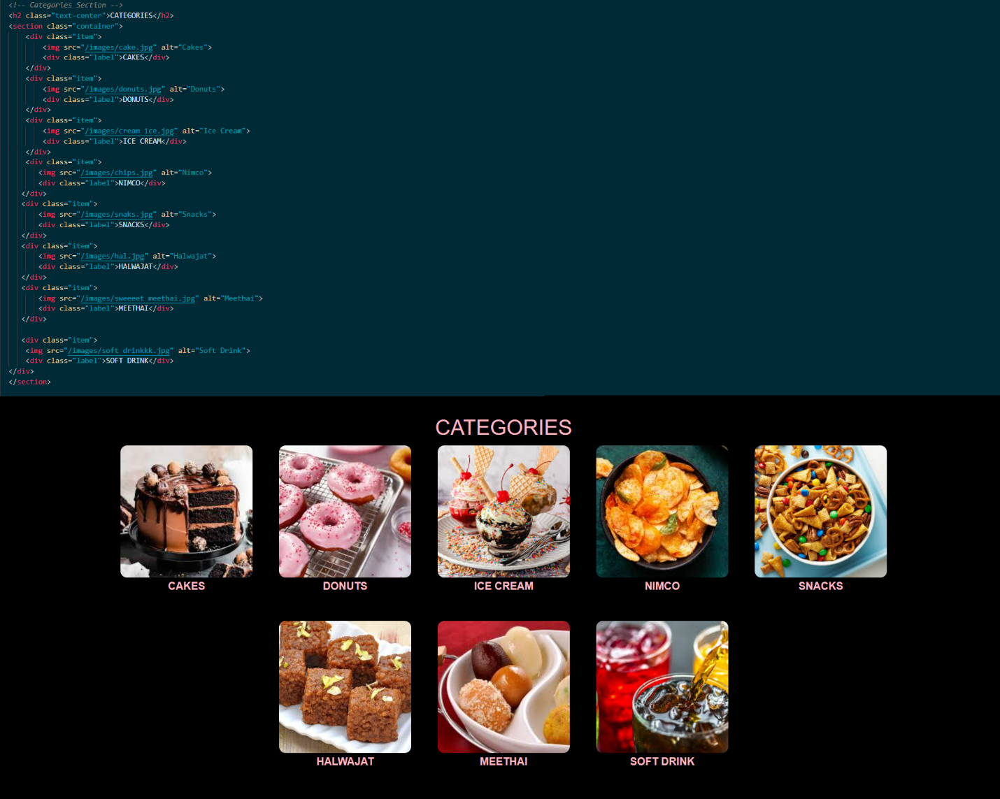 <!-- Categories Section -->
<h2 class="text-center">CATEGORIES</h2>
<section class="container">
<div class="item">
<img src="/images/cake.jpg" alt="Cakes">
<div class="label">CAKES</div>
</div>
<div class="item">
<img src="/images/donuts.jpg" alt="Donuts">
<div class="label">DONUTS</div>
</div>
<div class="item">
<img src="/images/cream ice.jpg" alt="Ice Cream">
<div class="label">ICE CREAM</div>
</div>
<div class="item">
<img src="/images/chips.jpg" alt="Nimco">
<div class="label">NIMCO</div>
</div>
<div class="item">
<img src="/images/snaks.jpg" alt="Snacks">
<div class="label">SNACKS</div>
</div>
<div class="item">
<img src="/images/hal.jpg" alt="Halwajat">
<div class="label">HALWAJAT</div>
</div>
<div class="item">
<img src="/images/sweeeet meethai.jpg" alt="Meethai">
<div class="label">MEETHAI</div>
</div>
<div class="item">
<img src="/images/soft drinkkk.jpg" alt="Soft Drink">
<div class="label">SOFT DRINK</div>
</div>
</section>
CATEGORIES
CAKES DONUTS ICE CREAM NIMCO SNACKS
HALWAJAT MEETHAI SOFT DRINK